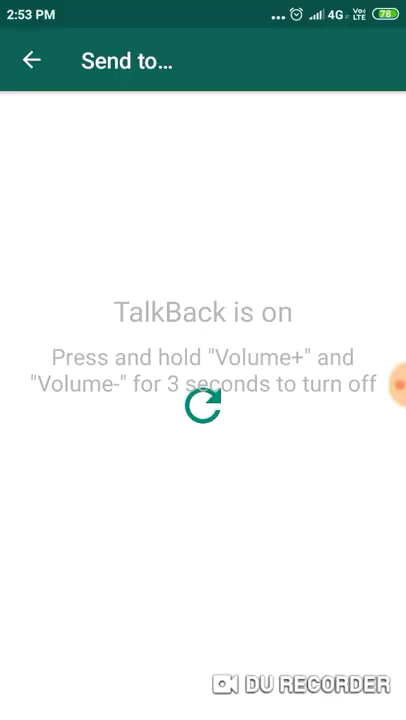 2:53 PM ... 4G Vo) LTE 78
Send to...
TalkBack is on
Press and hold "Volume+" and
"Volume-" for 3 seconds to turn off
DU RECORDER